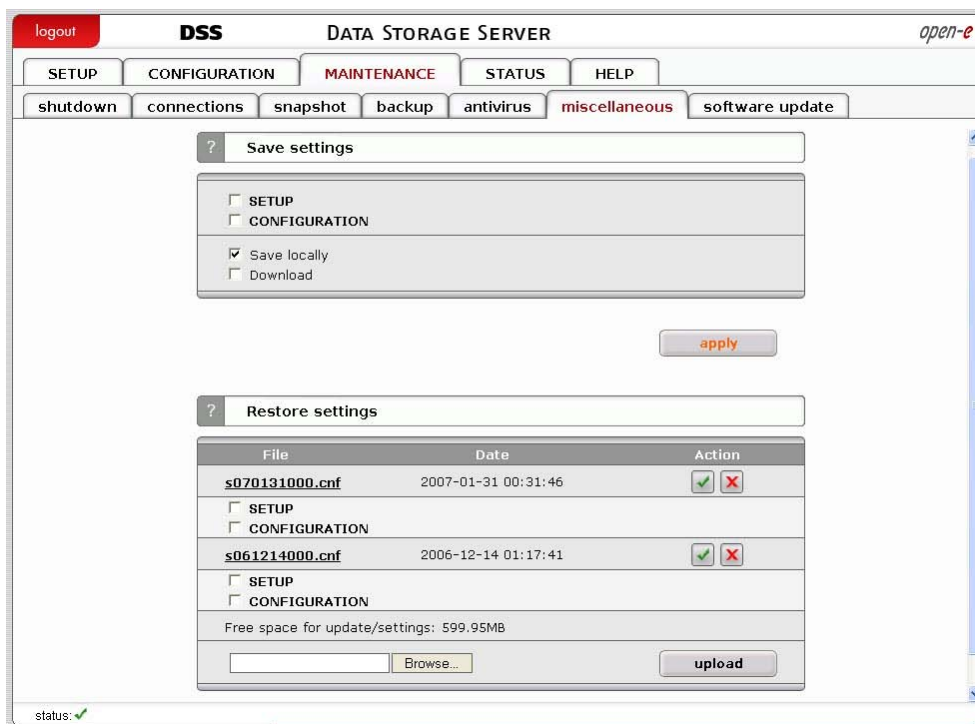 logout DSS DATA STORAGE SERVER open-e
SETUP CONFIGURATION MAINTENANCE STATUS HELP
shutdown connections snapshot backup antivirus miscellaneous software update
? Save settings
SETUP
CONFIGURATION
Save locally
Download
apply
? Restore settings
File Date Action
s070131000.cnf 2007-01-31 00:31:46
SETUP
CONFIGURATION
s061214000.cnf 2006-12-14 01:17:41
SETUP
CONFIGURATION
Free space for update/settings: 599.95MB
Browse... upload
status: